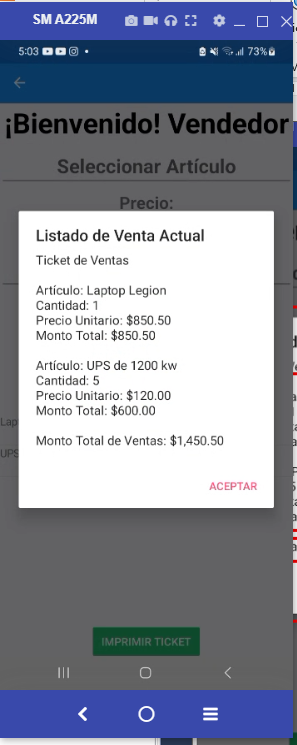 SM A225M
5:03
73%
¡Bienvenido! Vendedor
Seleccionar Artículo
Precio:
Listado de Venta Actual
Ticket de Ventas
Artículo: Laptop Legion
Cantidad: 1
Precio Unitario: $850.50
Monto Total: $850.50
Artículo: UPS de 1200 kw
Cantidad: 5
Precio Unitario: $120.00
Monto Total: $600.00
Lap
UPS
Monto Total de Ventas: $1,450.50
ACEPTAR
IMPRIMIR TICKET